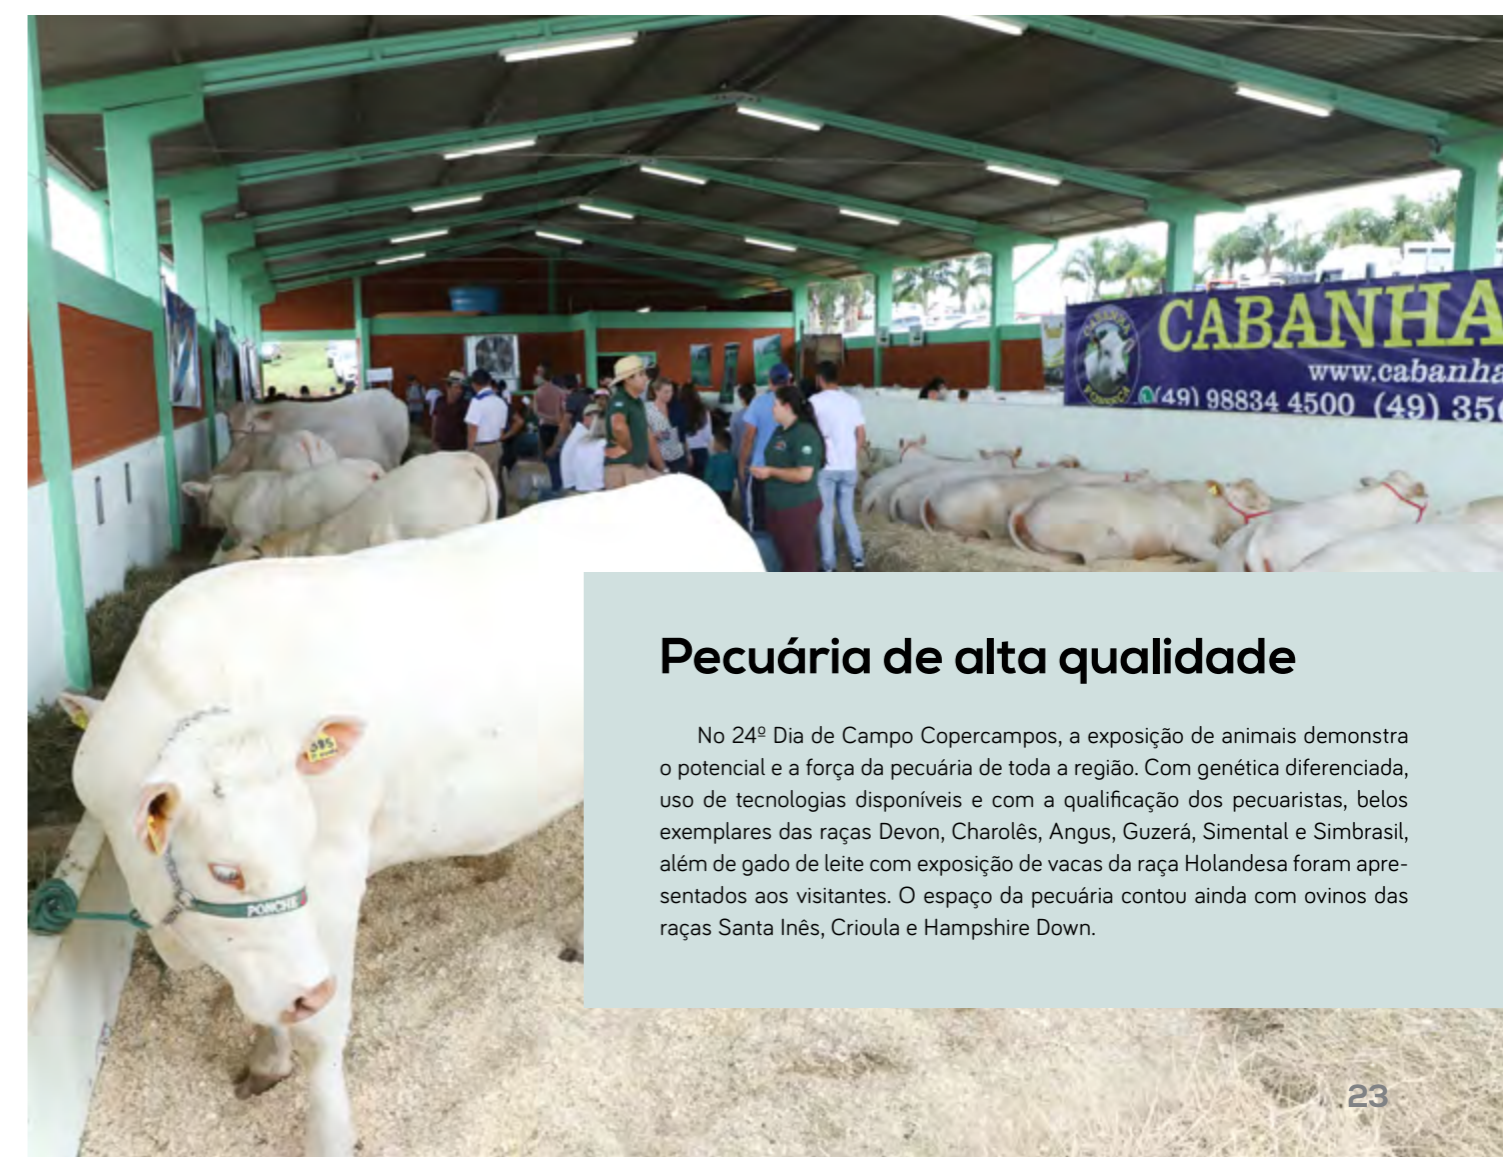 CABANHA
www.cabanha
(49) 98834 4500 (49) 350
CABANHA
385
PONCHE
Pecuária de alta qualidade
No 24º Dia de Campo Copercampos, a exposição de animais demonstra
o potencial e a força da pecuária de toda a região. Com genética diferenciada,
uso de tecnologias disponíveis e com a qualificação dos pecuaristas, belos
exemplares das raças Devon, Charolês, Angus, Guzerá, Simental e Simbrasil,
além de gado de leite com exposição de vacas da raça Holandesa foram apre-
sentados aos visitantes. O espaço da pecuária contou ainda com ovinos das
raças Santa Inês, Crioula e Hampshire Down.
23